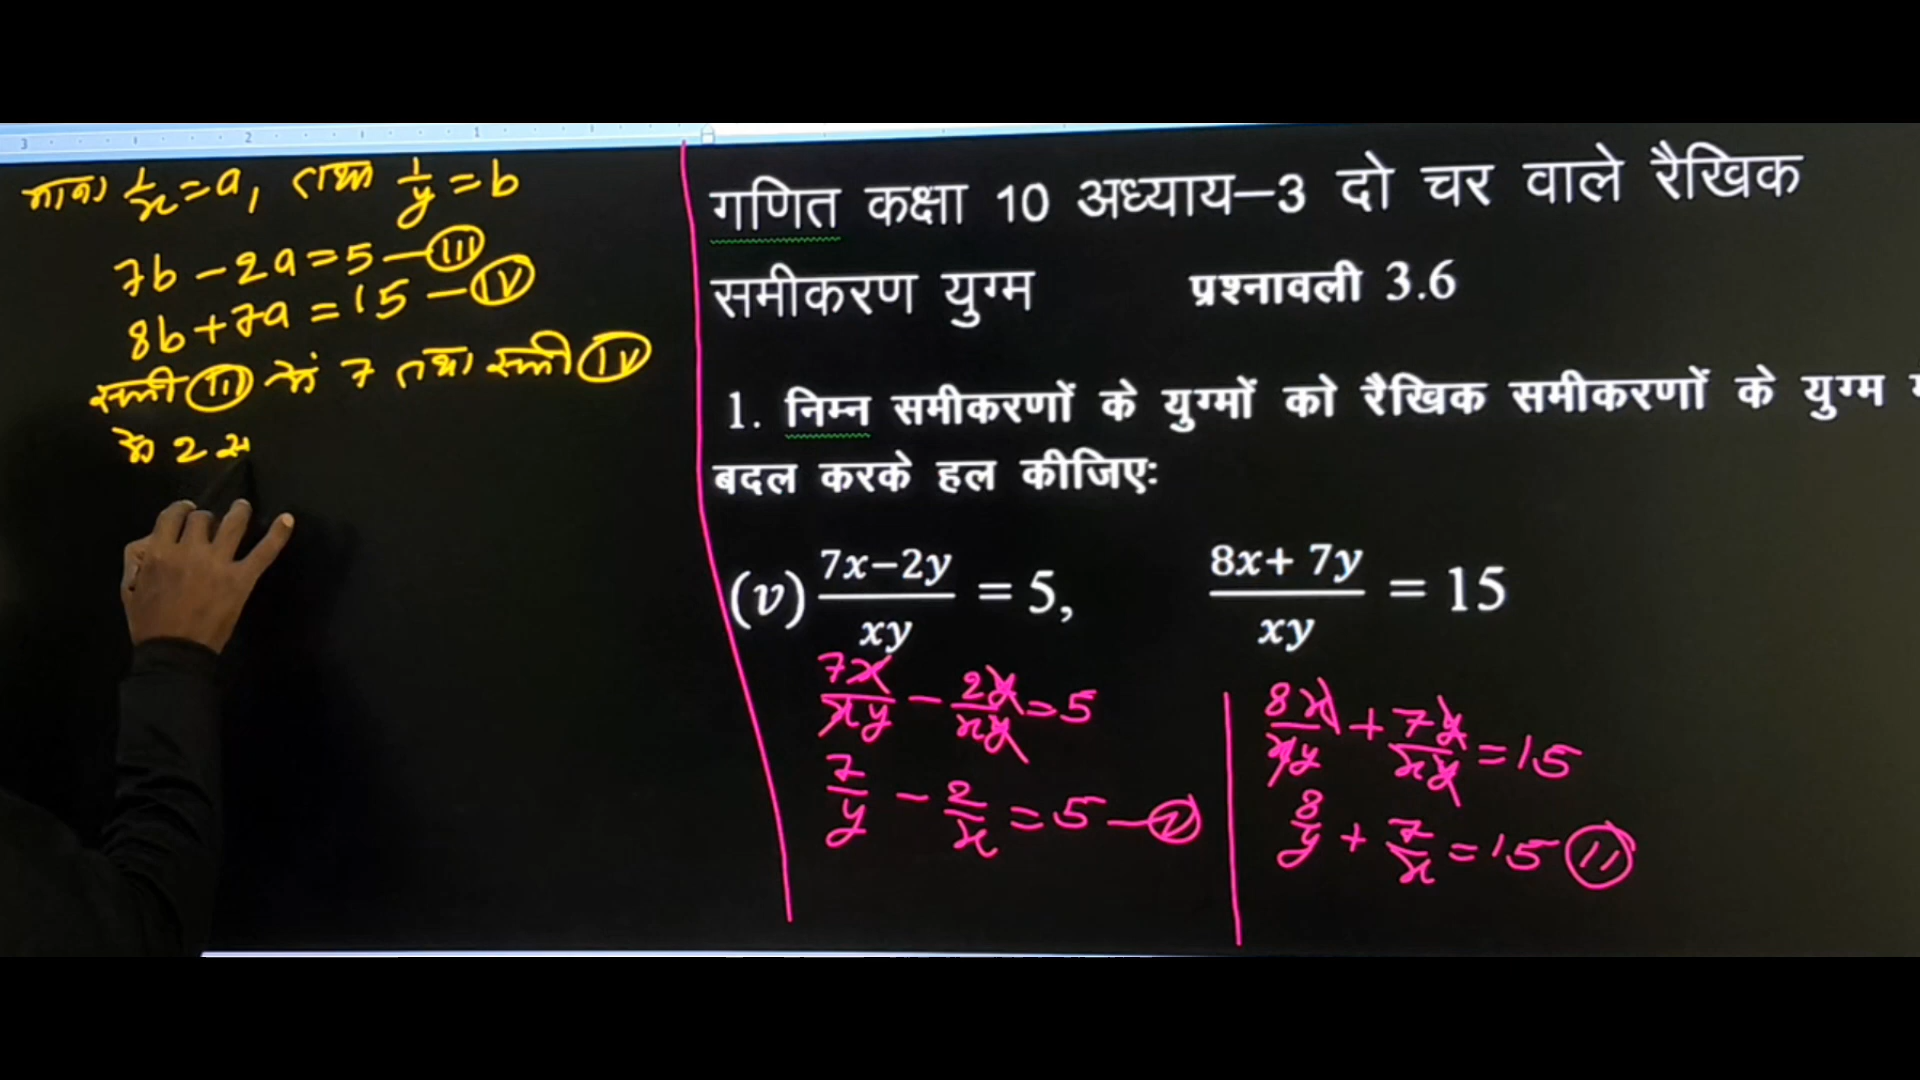 माना 1/x = a, तथा 1/y = b
7b - 2a = 5 - (III)
8b + 7a = 15 - (IV)
समी (III) में 7 तथा समी (IV)
में 2 से
गणित कक्षा 10 अध्याय-3 दो चर वाले रैखिक
समीकरण युग्म प्रश्नावली 3.6
1. निम्न समीकरणों के युग्मों को रैखिक समीकरणों के युग्म
बदल करके हल कीजिए:
(v) 7x-2y/xy = 5, 8x+ 7y/xy = 15
7x/xy - 2y/xy = 5
7/y - 2/x = 5
8x/xy + 7y/xy = 15
8/y + 7/x = 15 (II)